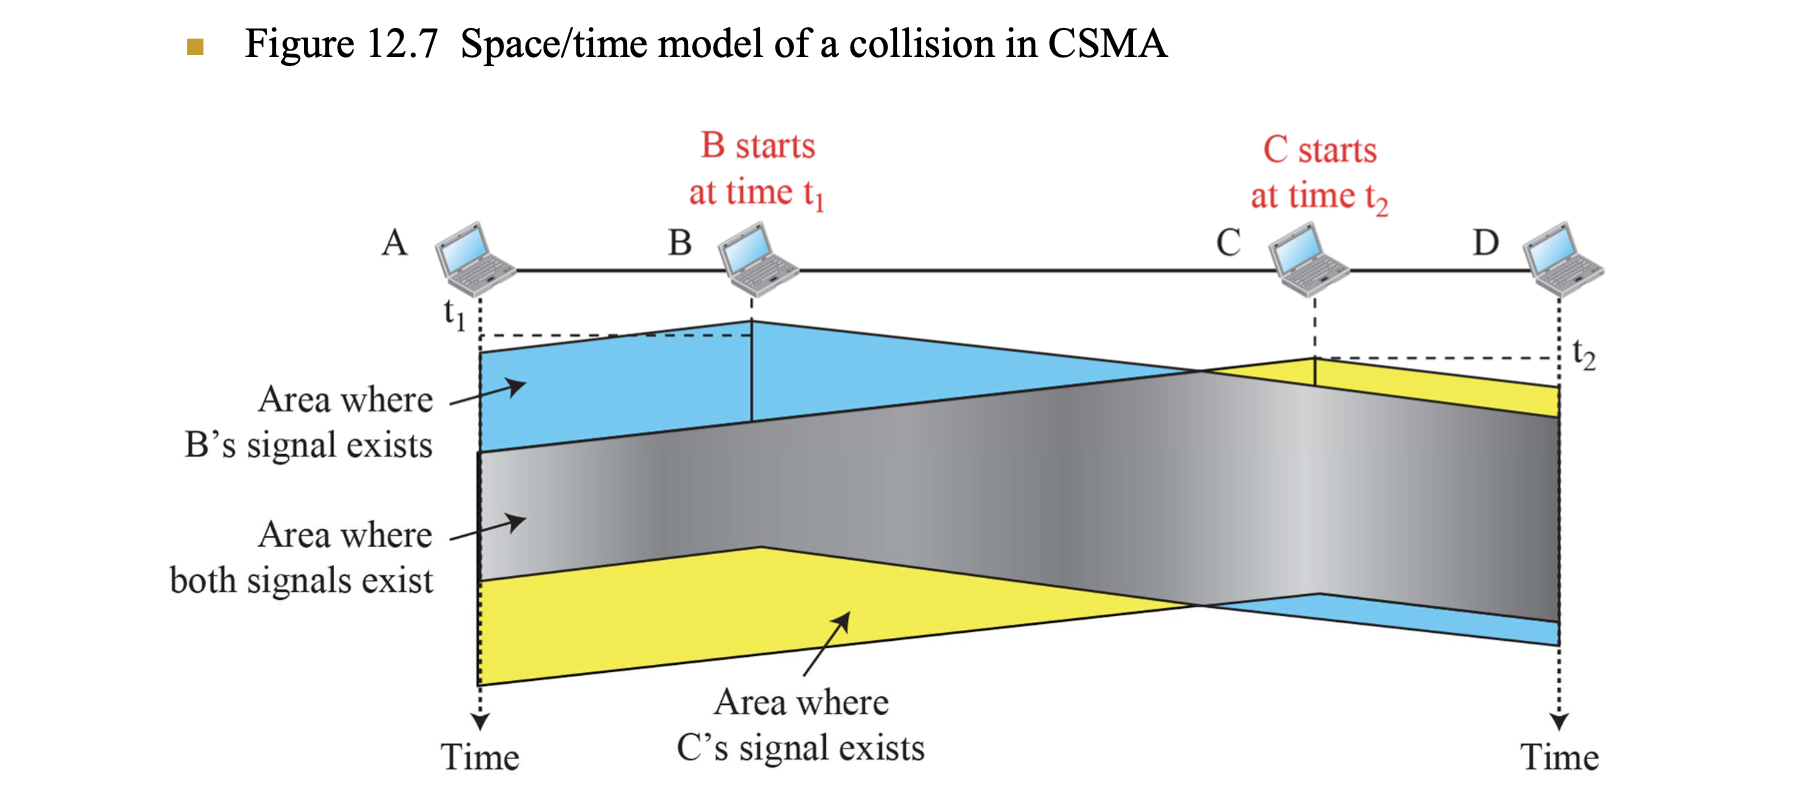 Figure 12.7 Space/time model of a collision in CSMA
B starts
at time t₁
C starts
at time t₂
A
B
C
D
t₁
t₂
Area where
B’s signal exists
Area where
both signals exist
Area where
C’s signal exists
Time
Time